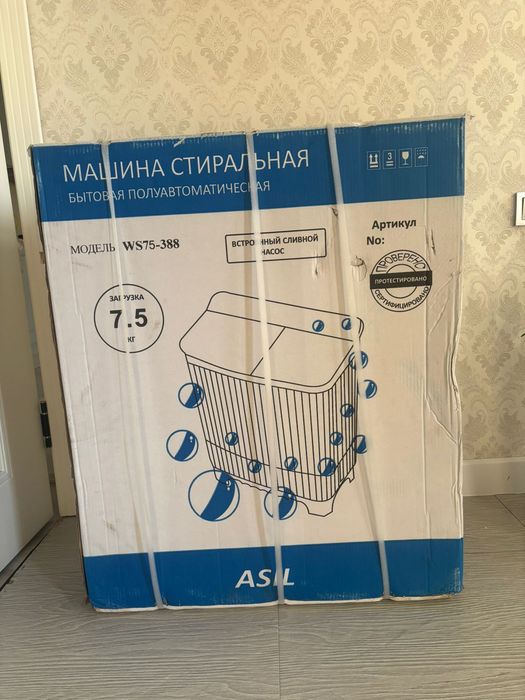 МАШИНА СТИРАЛЬНАЯ
БЫТОВАЯ ПОЛУАВТОМАТИЧЕСКАЯ
3
МОДЕЛЬ WS75-388
ВСТРОЕННЫЙ СЛИВНОЙ
НАСОС
Артикул
No:
ПРОВЕРЕНО
ПРОТЕСТИРОВАНО
СЕРТИФИЦИРОВАНО
ЗАГРУЗКА
7.5
КГ
ASIL